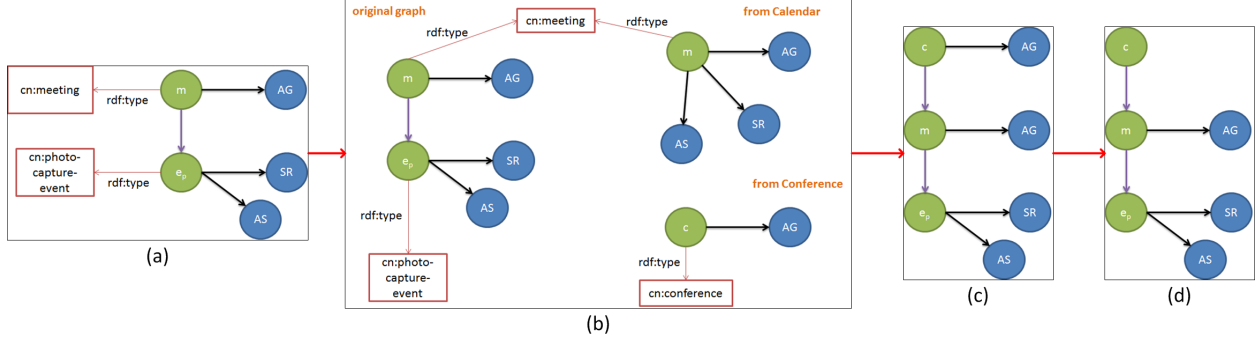 cn:meeting
rdf:type
m
AG
cn:photo-
capture-
event
rdf:type
ep
SR
AS
(a)
original graph
cn:meeting
from Calendar
rdf:type
rdf:type
m
AG
m
AG
AS
SR
ep
SR
AS
rdf:type
cn:photo-
capture-
event
from Conference
c
AG
rdf:type
cn:conference
(b)
c
AG
m
AG
ep
SR
AS
(c)
c
m
AG
ep
SR
AS
(d)